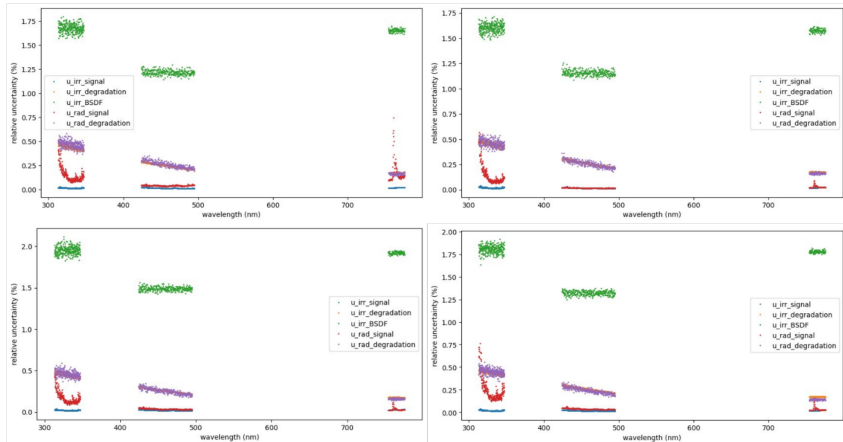 relative uncertainty (%)
1.75
1.50
1.25
1.00
0.75
0.50
0.25
0.00
u_irr_signal
u_irr_degradation
u_irr_BSDF
u_rad_signal
u_rad_degradation
300 400 500 600 700
wavelength (nm)
relative uncertainty (%)
1.75
1.50
1.25
1.00
0.75
0.50
0.25
0.00
u_irr_signal
u_irr_degradation
u_irr_BSDF
u_rad_signal
u_rad_degradation
300 400 500 600 700
wavelength (nm)
relative uncertainty (%)
2.0
1.5
1.0
0.5
0.0
u_irr_signal
u_irr_degradation
u_irr_BSDF
u_rad_signal
u_rad_degradation
300 400 500 600 700
wavelength (nm)
relative uncertainty (%)
2.00
1.75
1.50
1.25
1.00
0.75
0.50
0.25
0.00
u_irr_signal
u_irr_degradation
u_irr_BSDF
u_rad_signal
u_rad_degradation
300 400 500 600 700
wavelength (nm)